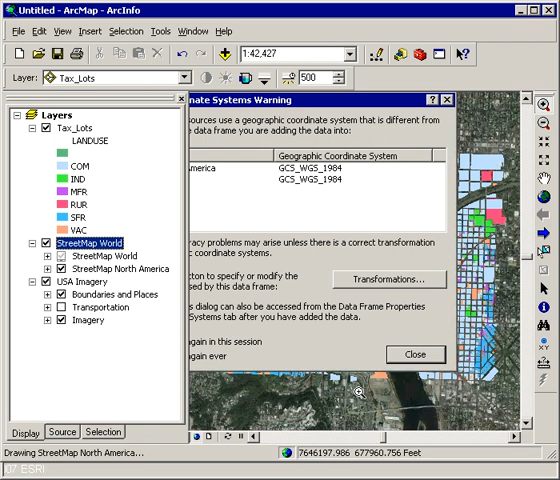 Untitled - ArcMap - ArcInfo
File Edit View Insert Selection Tools Window Help
1:42,427
Layer: Tax_Lots
500
nate Systems Warning
Layers
Tax_Lots
LANDUSE
COM
IND
MFR
RUR
SFR
VAC
StreetMap World
StreetMap World
StreetMap North America
USA Imagery
Boundaries and Places
Transportation
Imagery
ources use a geographic coordinate system that is different from
e data frame you are adding the data into:
Geographic Coordinate System
merica GCS_WGS_1984
GCS_WGS_1984
racy problems may arise unless there is a correct transformation
c coordinate systems.
tton to specify or modify the
sed by this data frame:
Transformations...
s dialog can also be accessed from the Data Frame Properties
Systems tab after you have added the data.
again in this session
again ever
Close
XY
Display Source Selection
Drawing StreetMap North America...
7646197.986 677960.756 Feet
07 ESRI